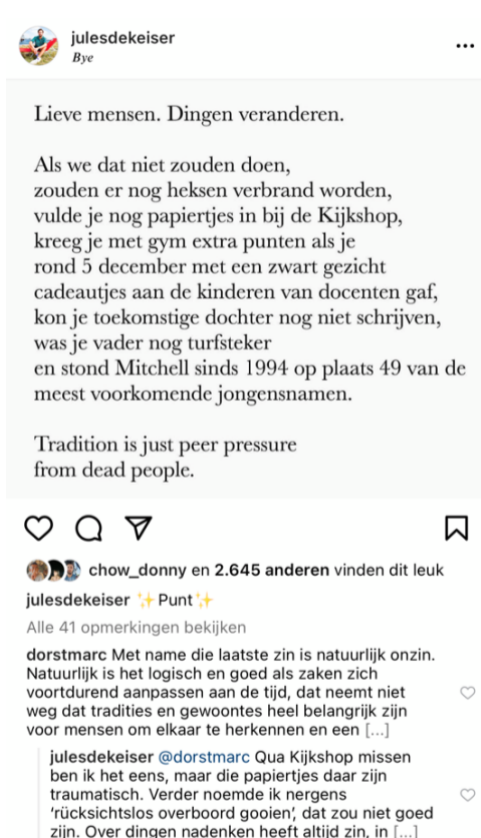 julesdekeiser
Bye
Lieve mensen. Dingen veranderen.
Als we dat niet zouden doen,
zouden er nog heksen verbrand worden,
vulde je nog papiertjes in bij de Kijkshop,
kreeg je met gym extra punten als je
rond 5 december met een zwart gezicht
cadeautjes aan de kinderen van docenten gaf,
kon je toekomstige dochter nog niet schrijven,
was je vader nog turfsteker
en stond Mitchell sinds 1994 op plaats 49 van de
meest voorkomende jongensnamen.
Tradition is just peer pressure
from dead people.
chow_donny en 2.645 anderen vinden dit leuk
julesdekeiser ✨Punt✨
Alle 41 opmerkingen bekijken
dorstmarc Met name die laatste zin is natuurlijk onzin.
Natuurlijk is het logisch en goed als zaken zich
voortdurend aanpassen aan de tijd, dat neemt niet
weg dat tradities en gewoontes heel belangrijk zijn
voor mensen om elkaar te herkennen en een [...]
julesdekeiser @dorstmarc Qua Kijkshop missen
ben ik het eens, maar die papiertjes daar zijn
traumatisch. Verder noemde ik nergens
‘rücksichtslos overboord gooien’, dat zou niet goed
zijn. Over dingen nadenken heeft altijd zin, in [...]